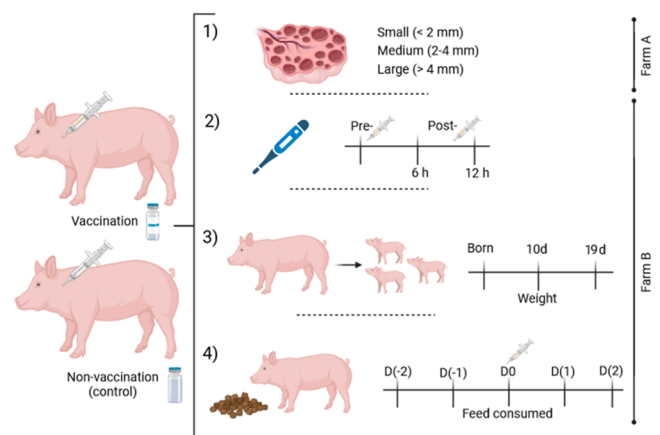 1)
Small (< 2 mm)
Medium (2-4 mm)
Large (> 4 mm)
Farm A
2)
Pre-
Post-
6 h
12 h
Vaccination
3)
Born
10d
19 d
Weight
Farm B
Non-vaccination
(control)
4)
D(-2)
D(-1)
D0
D(1)
D(2)
Feed consumed